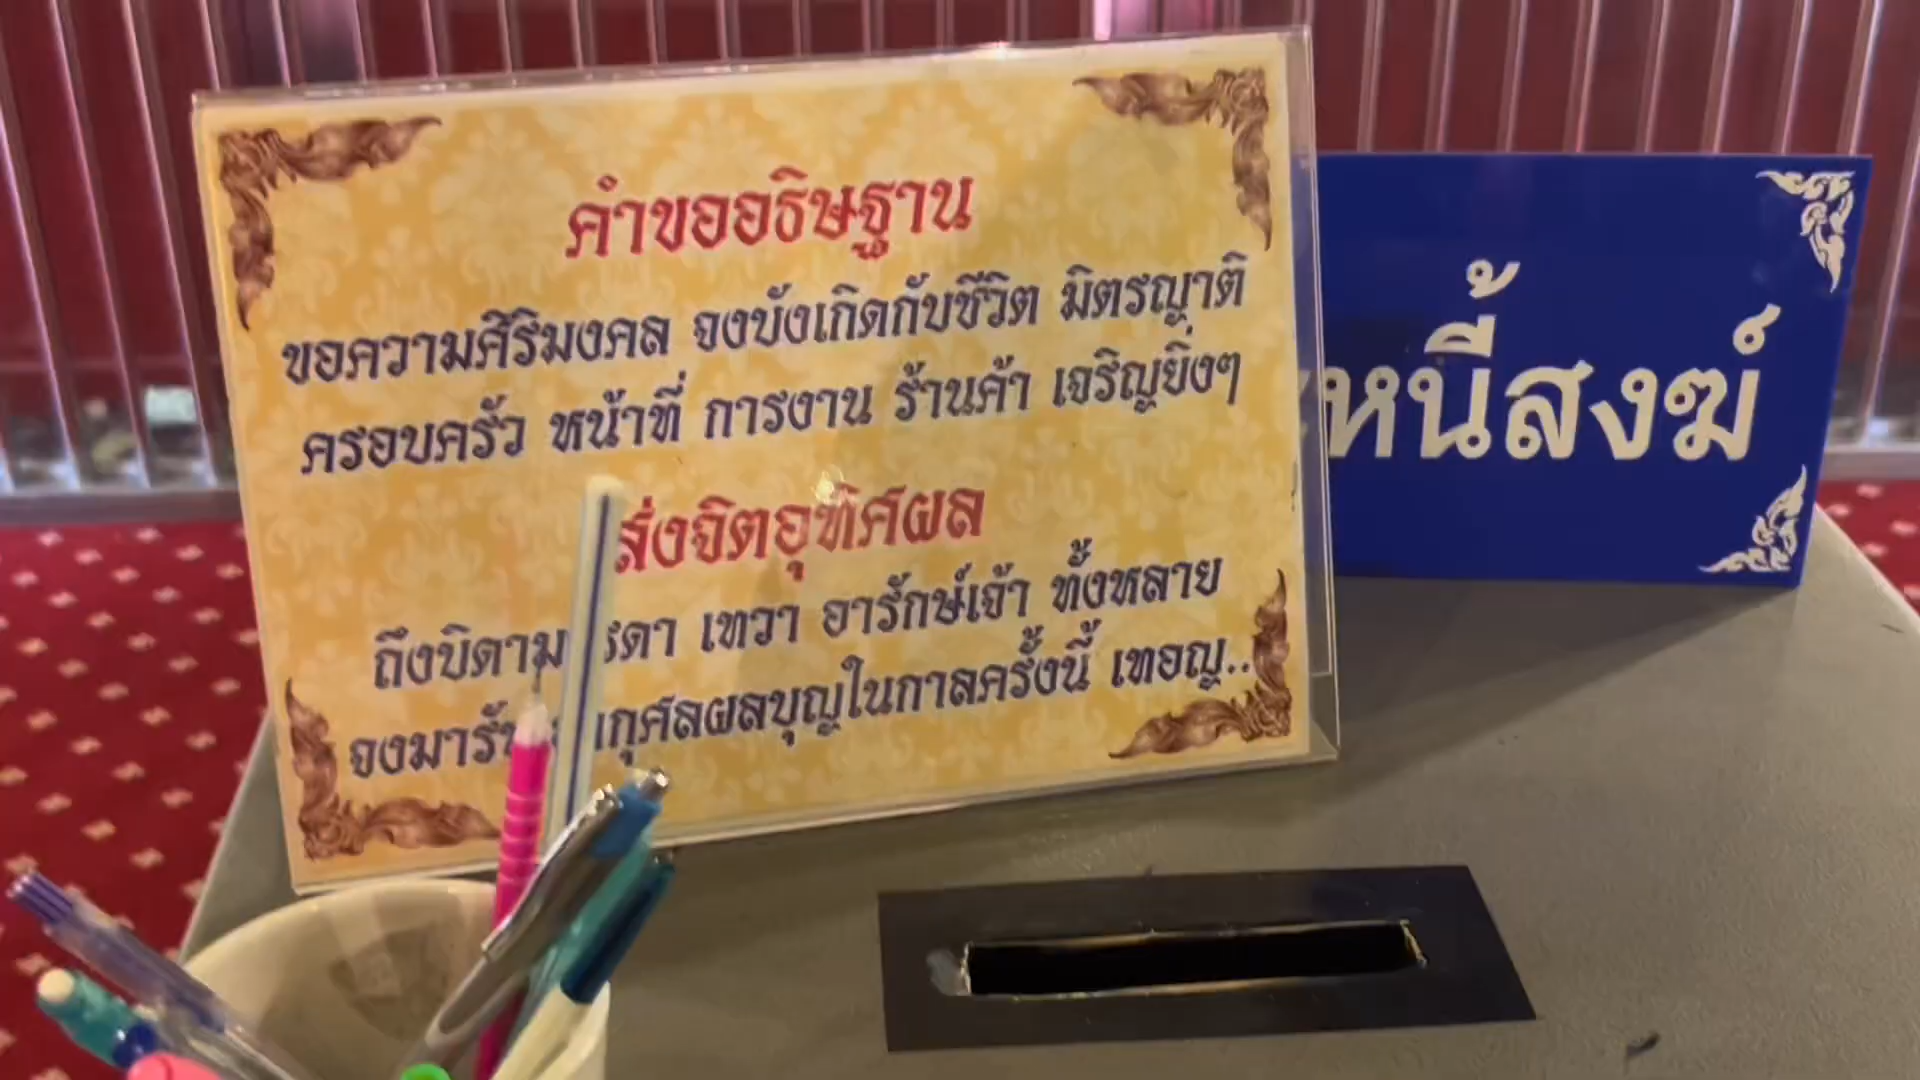 คำขออธิษฐาน
ขอความศิริมงคล จงบังเกิดกับชีวิต มิตรญาติ
ครอบครัว หน้าที่ การงาน ร้านค้า เจริญยิ่งๆ
ส่งจิตอุทิศผล
ถึงบิดามารดา เทวา อารักษ์เจ้า ทั้งหลาย
จงมารับ กุศลผลบุญในกาลครั้งนี้ เทอญ..
หนี้สงฆ์